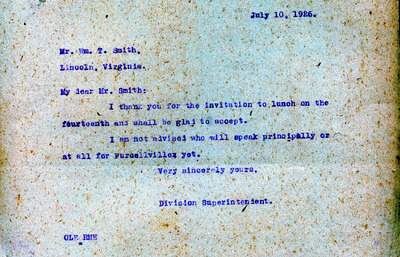 July 10, 1926.
Mr. Wm. T. Smith,
Lincoln, Virginia.
My dear Mr. Smith:
I thank you for the invitation to lunch on the
fourteenth and shall be glad to accept.
I am not advised who will speak principally or
at all for Purcellville yet.
Very sincerely yours,
Division Superintendent.
OLE EME